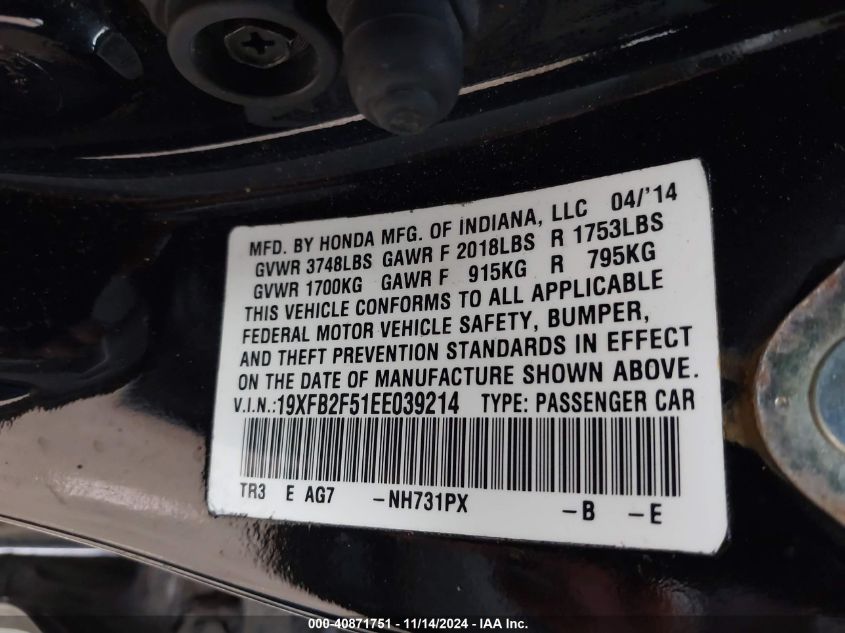 MFD. BY HONDA MFG. OF INDIANA, LLC 04/'14
GVWR 3748LBS GAWR F 2018LBS R 1753LBS
GVWR 1700KG GAWR F 915KG R 795KG
THIS VEHICLE CONFORMS TO ALL APPLICABLE
FEDERAL MOTOR VEHICLE SAFETY, BUMPER,
AND THEFT PREVENTION STANDARDS IN EFFECT
ON THE DATE OF MANUFACTURE SHOWN ABOVE.
V.I.N.:19XFB2F51EE039214 TYPE: PASSENGER CAR
TR3 E AG7 -NH731PX -B -E
000-40871751 - 11/14/2024 - IAA Inc.